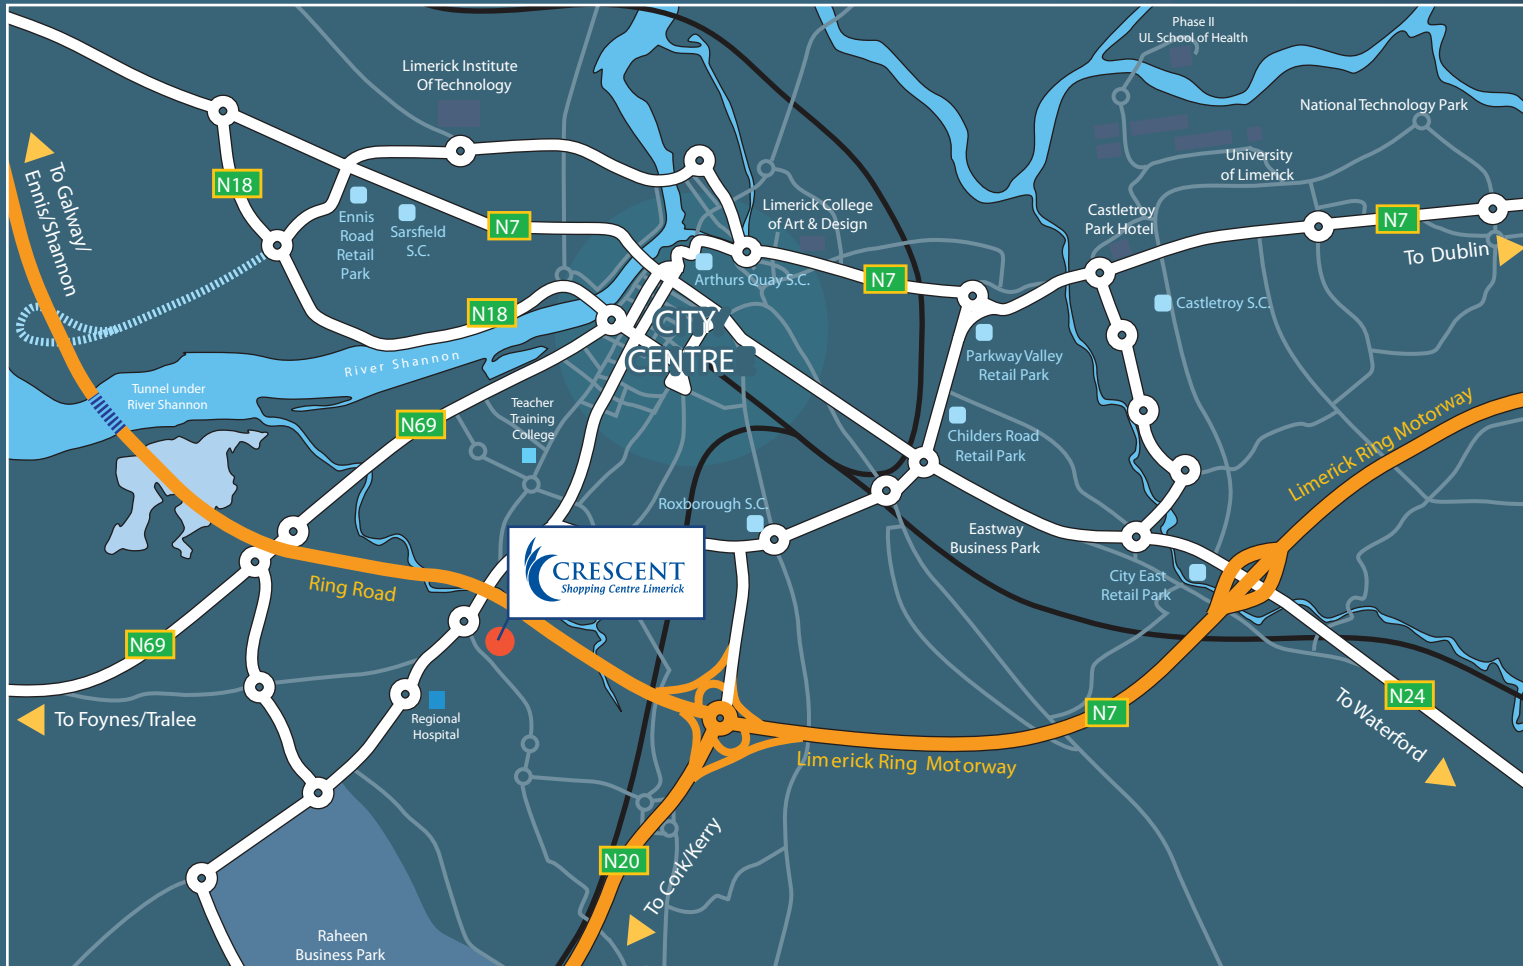 Phase II
UL School of Health
Limerick Institute
Of Technology
National Technology Park
To Galway/
Ennis/Shannon
N18
University
of Limerick
Ennis
Road
Retail
Park
Sarsfield
S.C.
N7
Limerick College
of Art & Design
Castletroy
Park Hotel
N7
To Dublin
Arthurs Quay S.C.
N7
Castletroy S.C.
N18
CITY
CENTRE
River Shannon
Parkway Valley
Retail Park
Tunnel under
River Shannon
N69
Teacher
Training
College
Childers Road
Retail Park
Limerick Ring Motorway
Roxborough S.C.
Eastway
Business Park
CRESCENT
Shopping Centre Limerick
Ring Road
City East
Retail Park
N69
To Foynes/Tralee
Regional
Hospital
N7
N24
To Waterford
Limerick Ring Motorway
N20
To Cork/Kerry
Raheen
Business Park